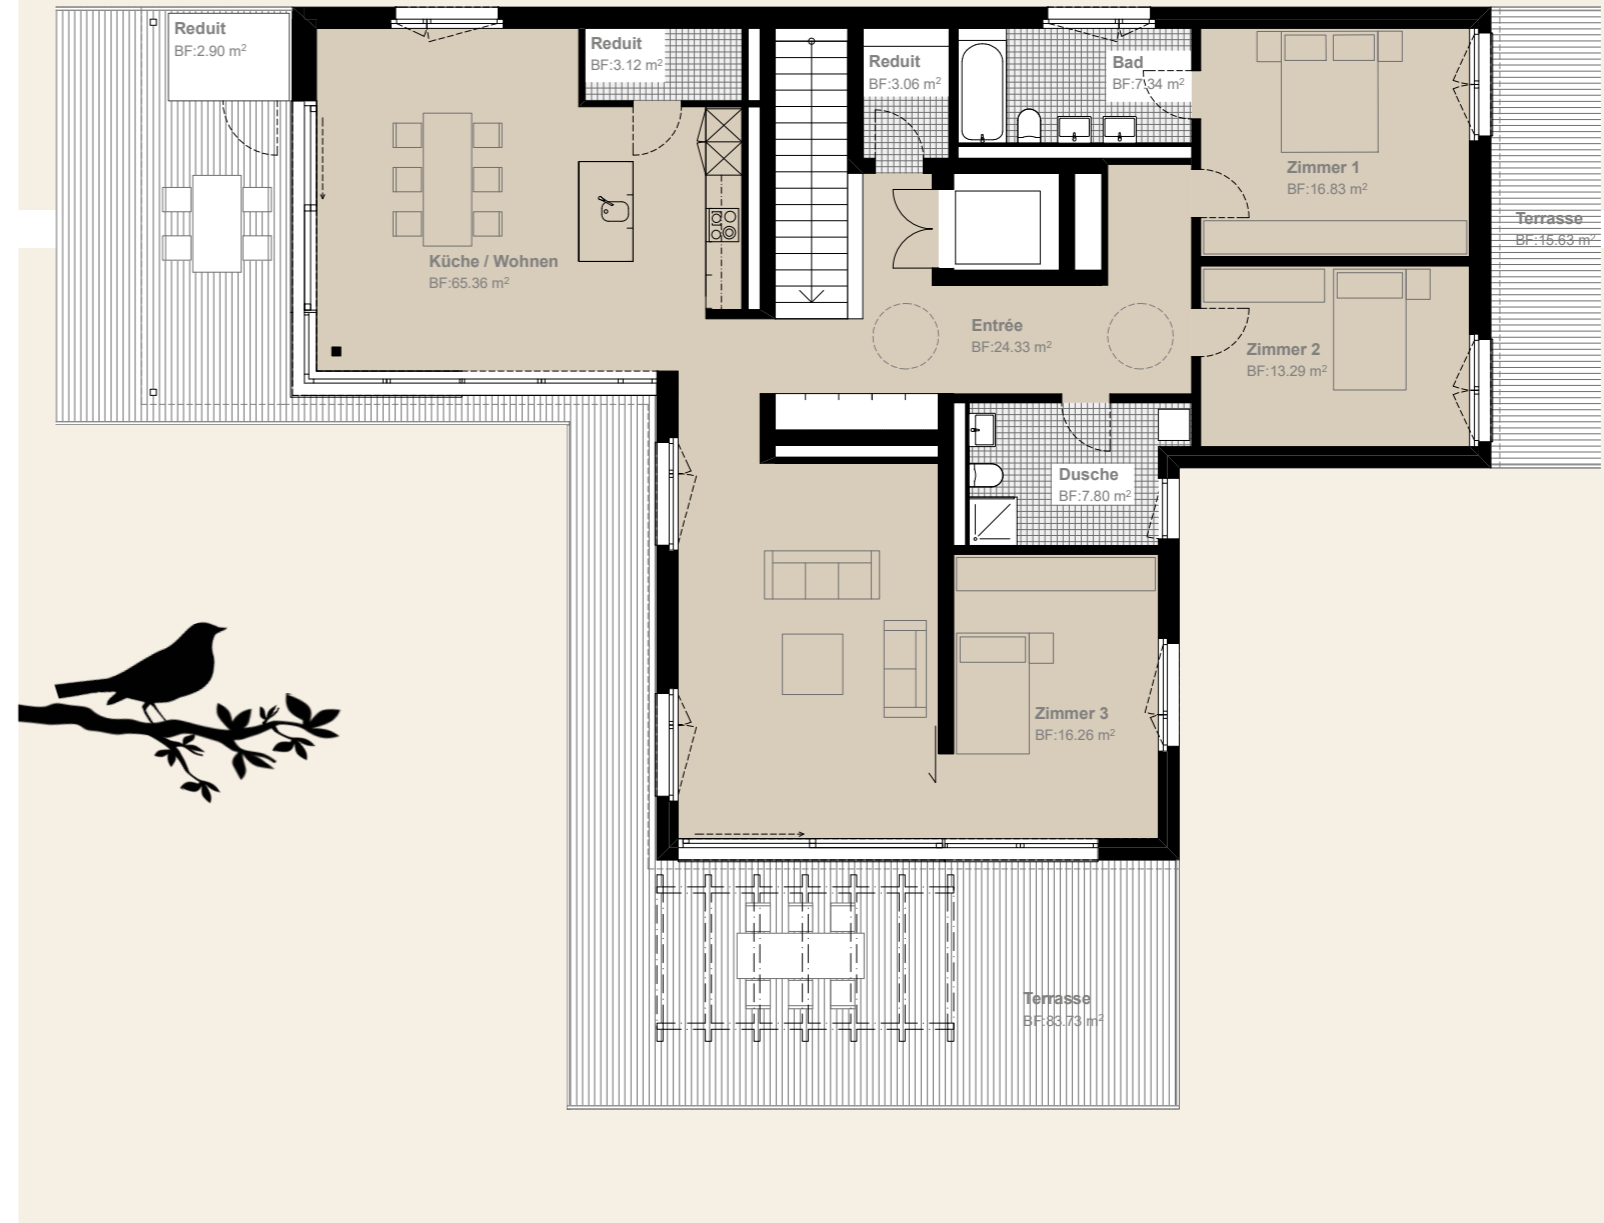 Reduit
BF:2.90 m²
Reduit
BF:3.12 m²
Reduit
BF:3.06 m²
Bad
BF:7.34 m²
Zimmer 1
BF:16.83 m²
Terrasse
BF:15.63 m²
Küche / Wohnen
BF:65.36 m²
Entrée
BF:24.33 m²
Zimmer 2
BF:13.29 m²
Dusche
BF:7.80 m²
Zimmer 3
BF:16.26 m²
Terrasse
BF:83.73 m²